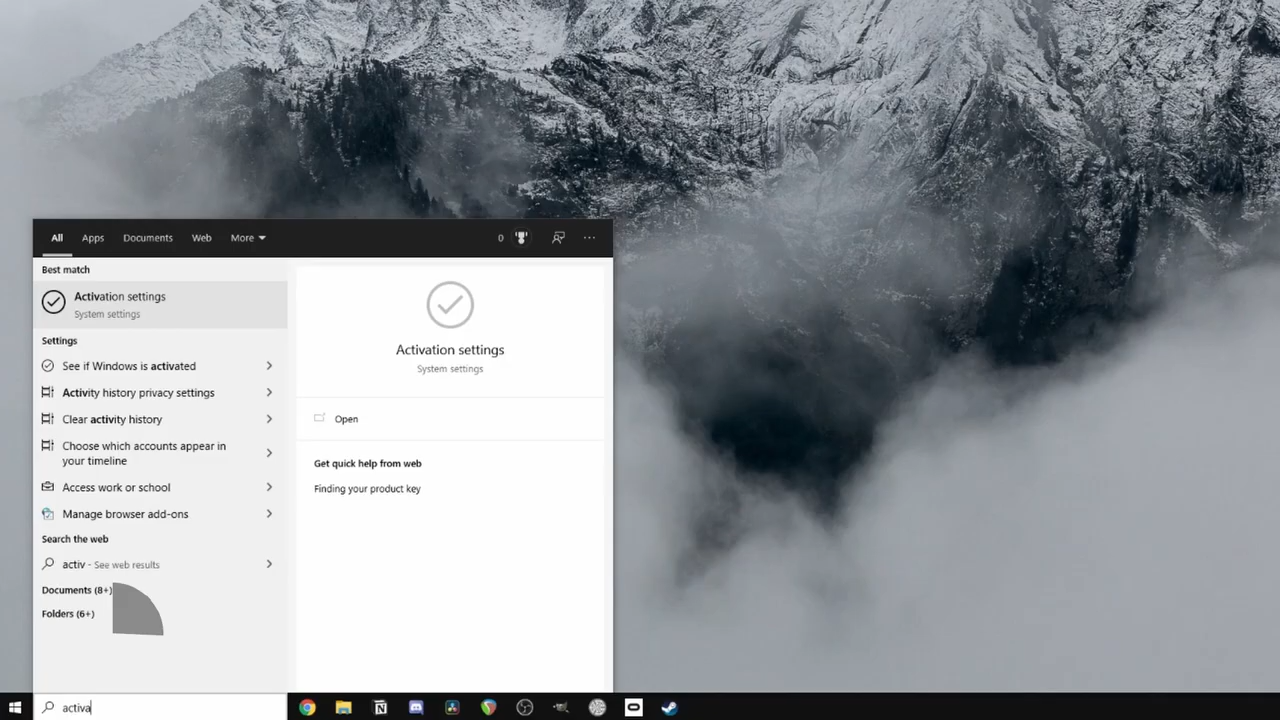 All Apps Documents Web More 0 ...
Best match
Activation settings
System settings
Settings
See if Windows is activated
Activity history privacy settings
Clear activity history
Choose which accounts appear in
your timeline
Access work or school
Manage browser add-ons
Search the web
activ - See web results
Documents (8+)
Folders (6+)
Activation settings
System settings
Open
Get quick help from web
Finding your product key
activa